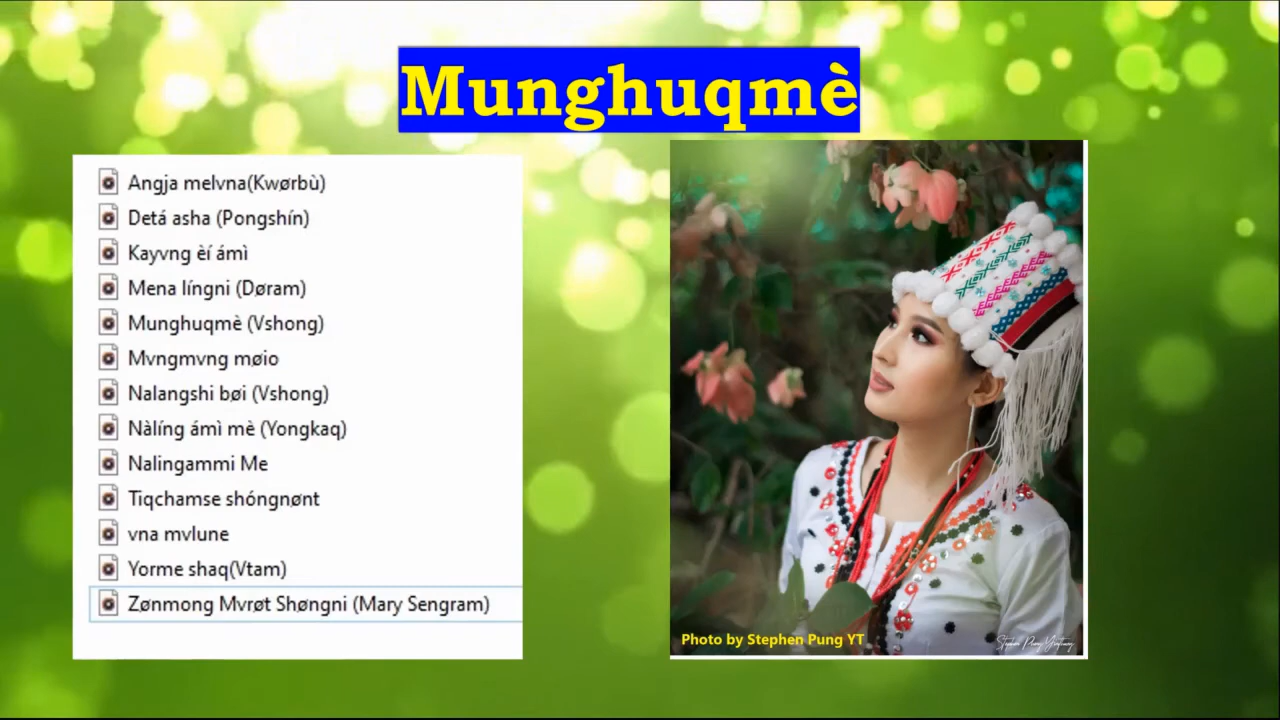 Munghuqmè
Angja melvna(Kwørbù)
Detá asha (Pongshín)
Kayvng èí ámì
Mena língni (Døram)
Munghuqmè (Vshong)
Mvngmvng møio
Nalangshi bøi (Vshong)
Nàlíng ámì mè (Yongkaq)
Nalingammi Me
Tiqchamse shóngnønt
vna mvlune
Yorme shaq(Vtam)
Zønmong Mvrøt Shøngni (Mary Sengram)
Photo by Stephen Pung YT
Stephen Pung